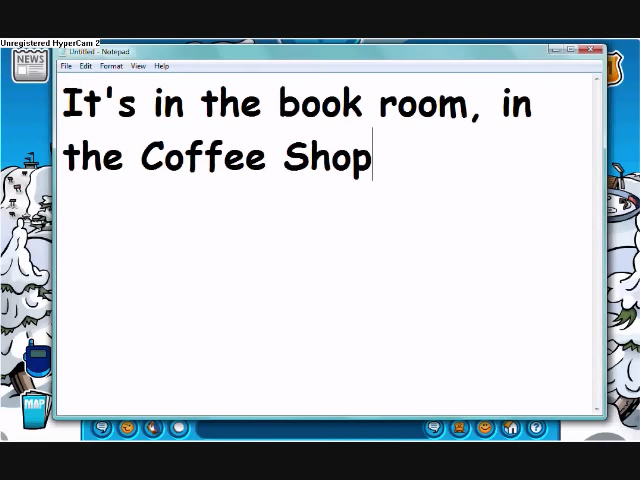 Unregistered HyperCam 2
Untitled - Notepad
NEWS
File Edit Format View Help
It's in the book room, in
the Coffee Shop
MAP